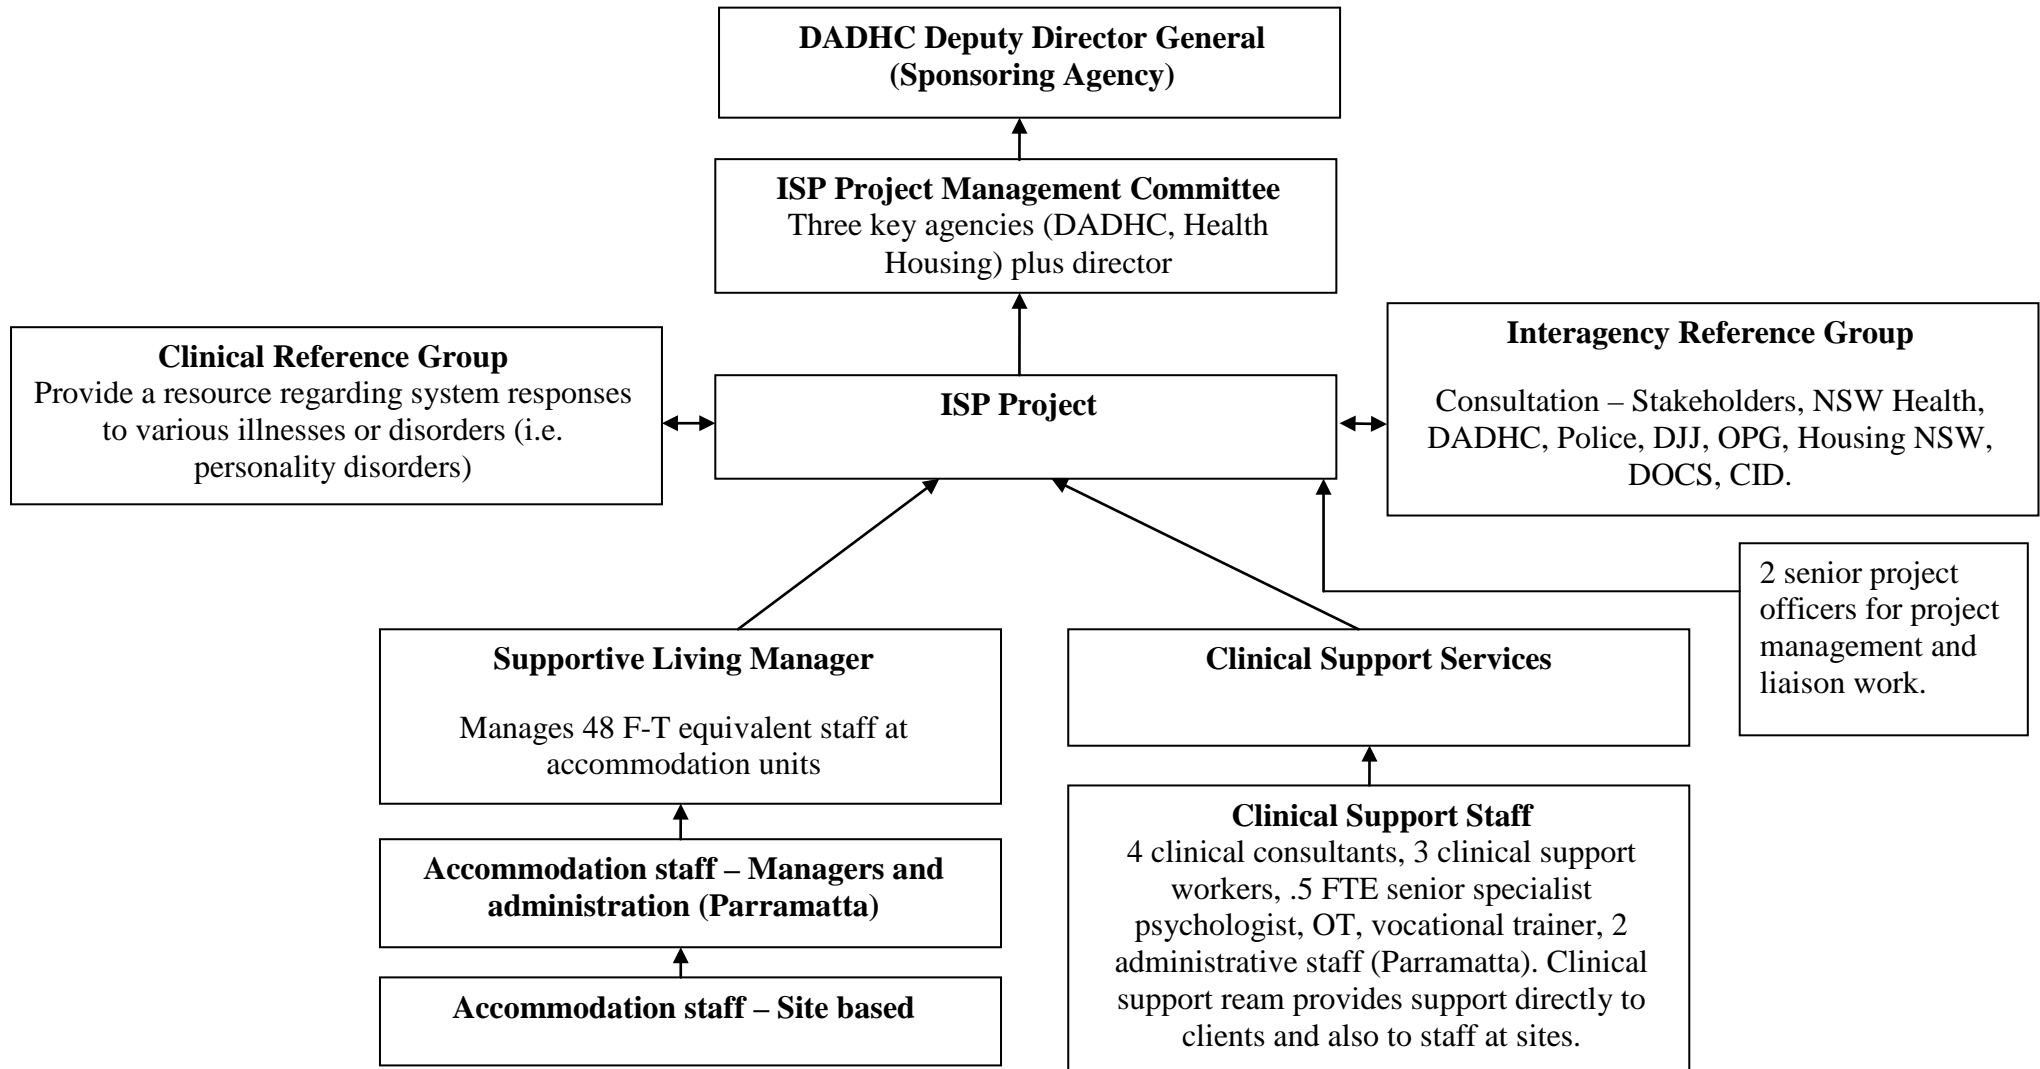 DADHC Deputy Director General
(Sponsoring Agency)
ISP Project Management Committee
Three key agencies (DADHC, Health
Housing) plus director
Clinical Reference Group
Provide a resource regarding system responses
to various illnesses or disorders (i.e.
personality disorders)
ISP Project
Interagency Reference Group
Consultation – Stakeholders, NSW Health,
DADHC, Police, DJJ, OPG, Housing NSW,
DOCS, CID.
2 senior project
officers for project
management and
liaison work.
Supportive Living Manager
Manages 48 F-T equivalent staff at
accommodation units
Clinical Support Services
Accommodation staff – Managers and
administration (Parramatta)
Accommodation staff – Site based
Clinical Support Staff
4 clinical consultants, 3 clinical support
workers, .5 FTE senior specialist
psychologist, OT, vocational trainer, 2
administrative staff (Parramatta). Clinical
support ream provides support directly to
clients and also to staff at sites.